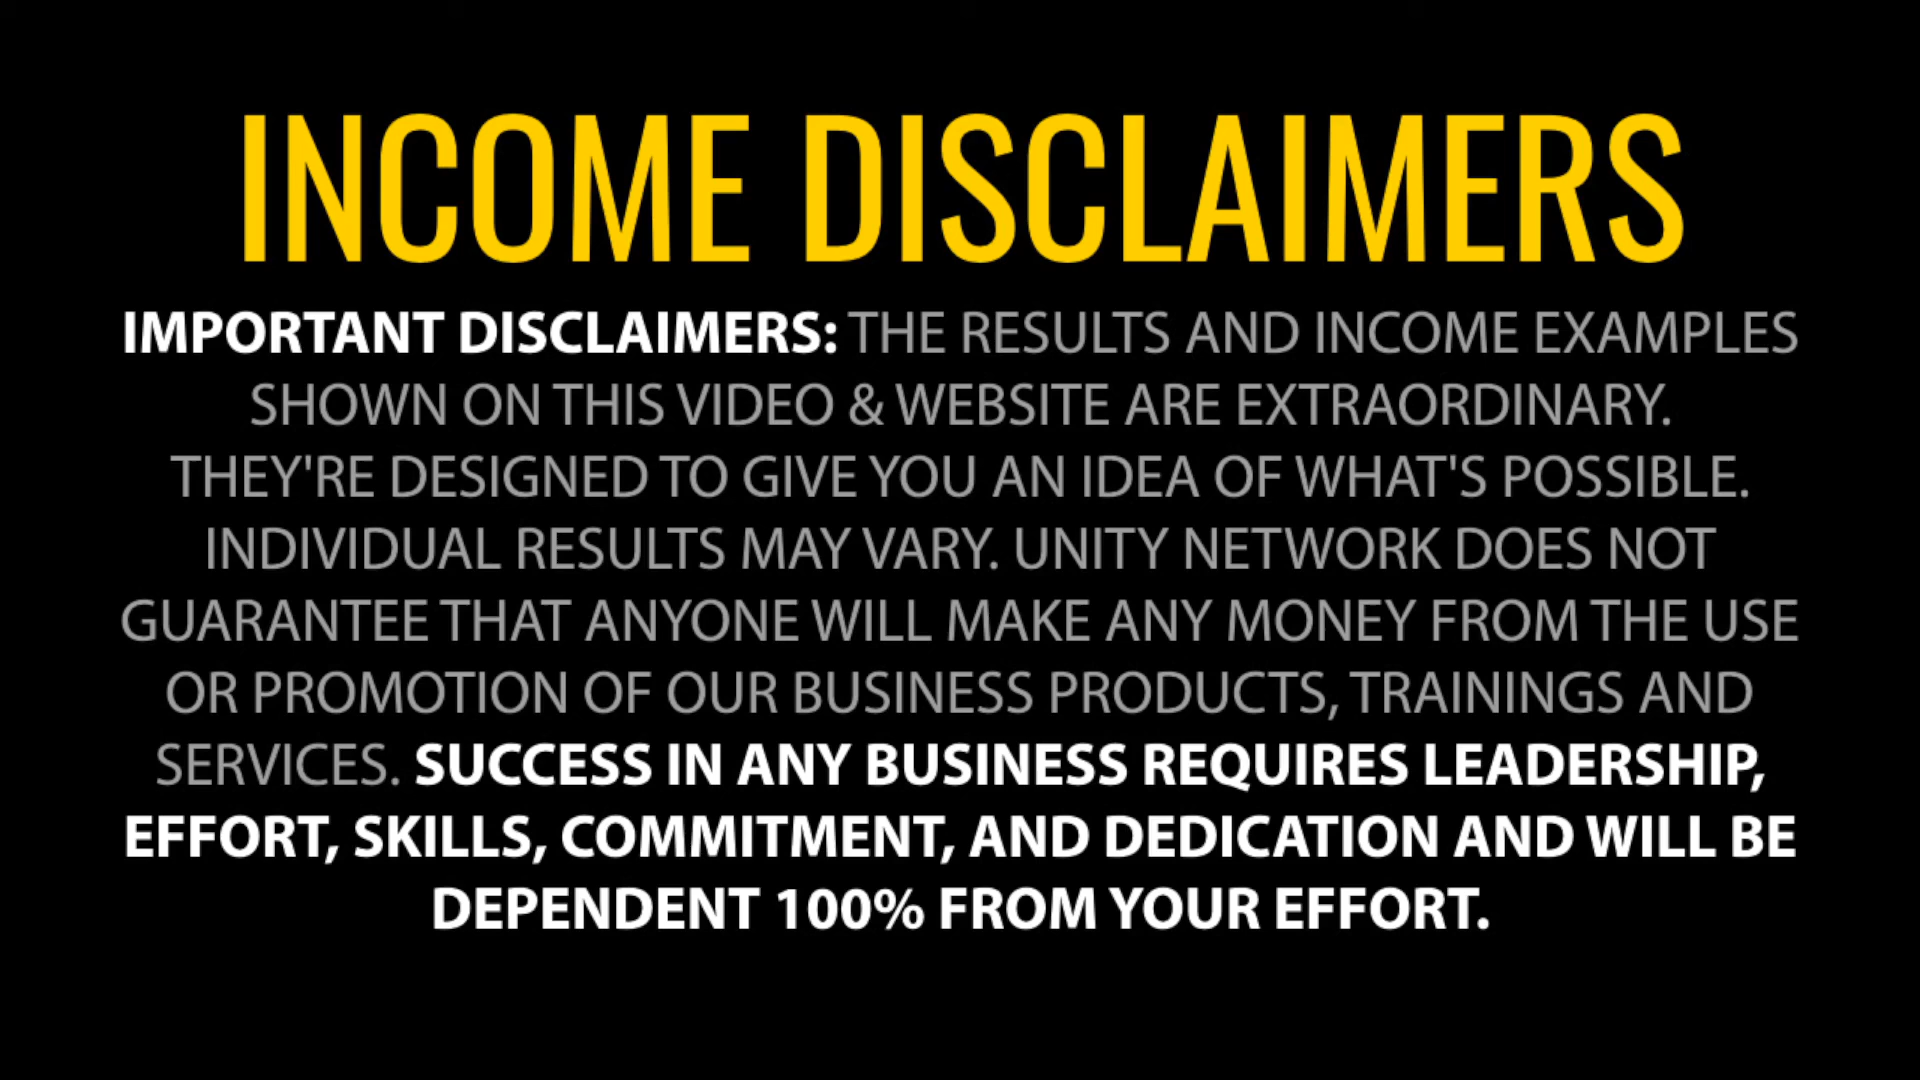 INCOME DISCLAIMERS
IMPORTANT DISCLAIMERS: THE RESULTS AND INCOME EXAMPLES
SHOWN ON THIS VIDEO & WEBSITE ARE EXTRAORDINARY.
THEY'RE DESIGNED TO GIVE YOU AN IDEA OF WHAT'S POSSIBLE.
INDIVIDUAL RESULTS MAY VARY. UNITY NETWORK DOES NOT
GUARANTEE THAT ANYONE WILL MAKE ANY MONEY FROM THE USE
OR PROMOTION OF OUR BUSINESS PRODUCTS, TRAININGS AND
SERVICES. SUCCESS IN ANY BUSINESS REQUIRES LEADERSHIP,
EFFORT, SKILLS, COMMITMENT, AND DEDICATION AND WILL BE
DEPENDENT 100% FROM YOUR EFFORT.